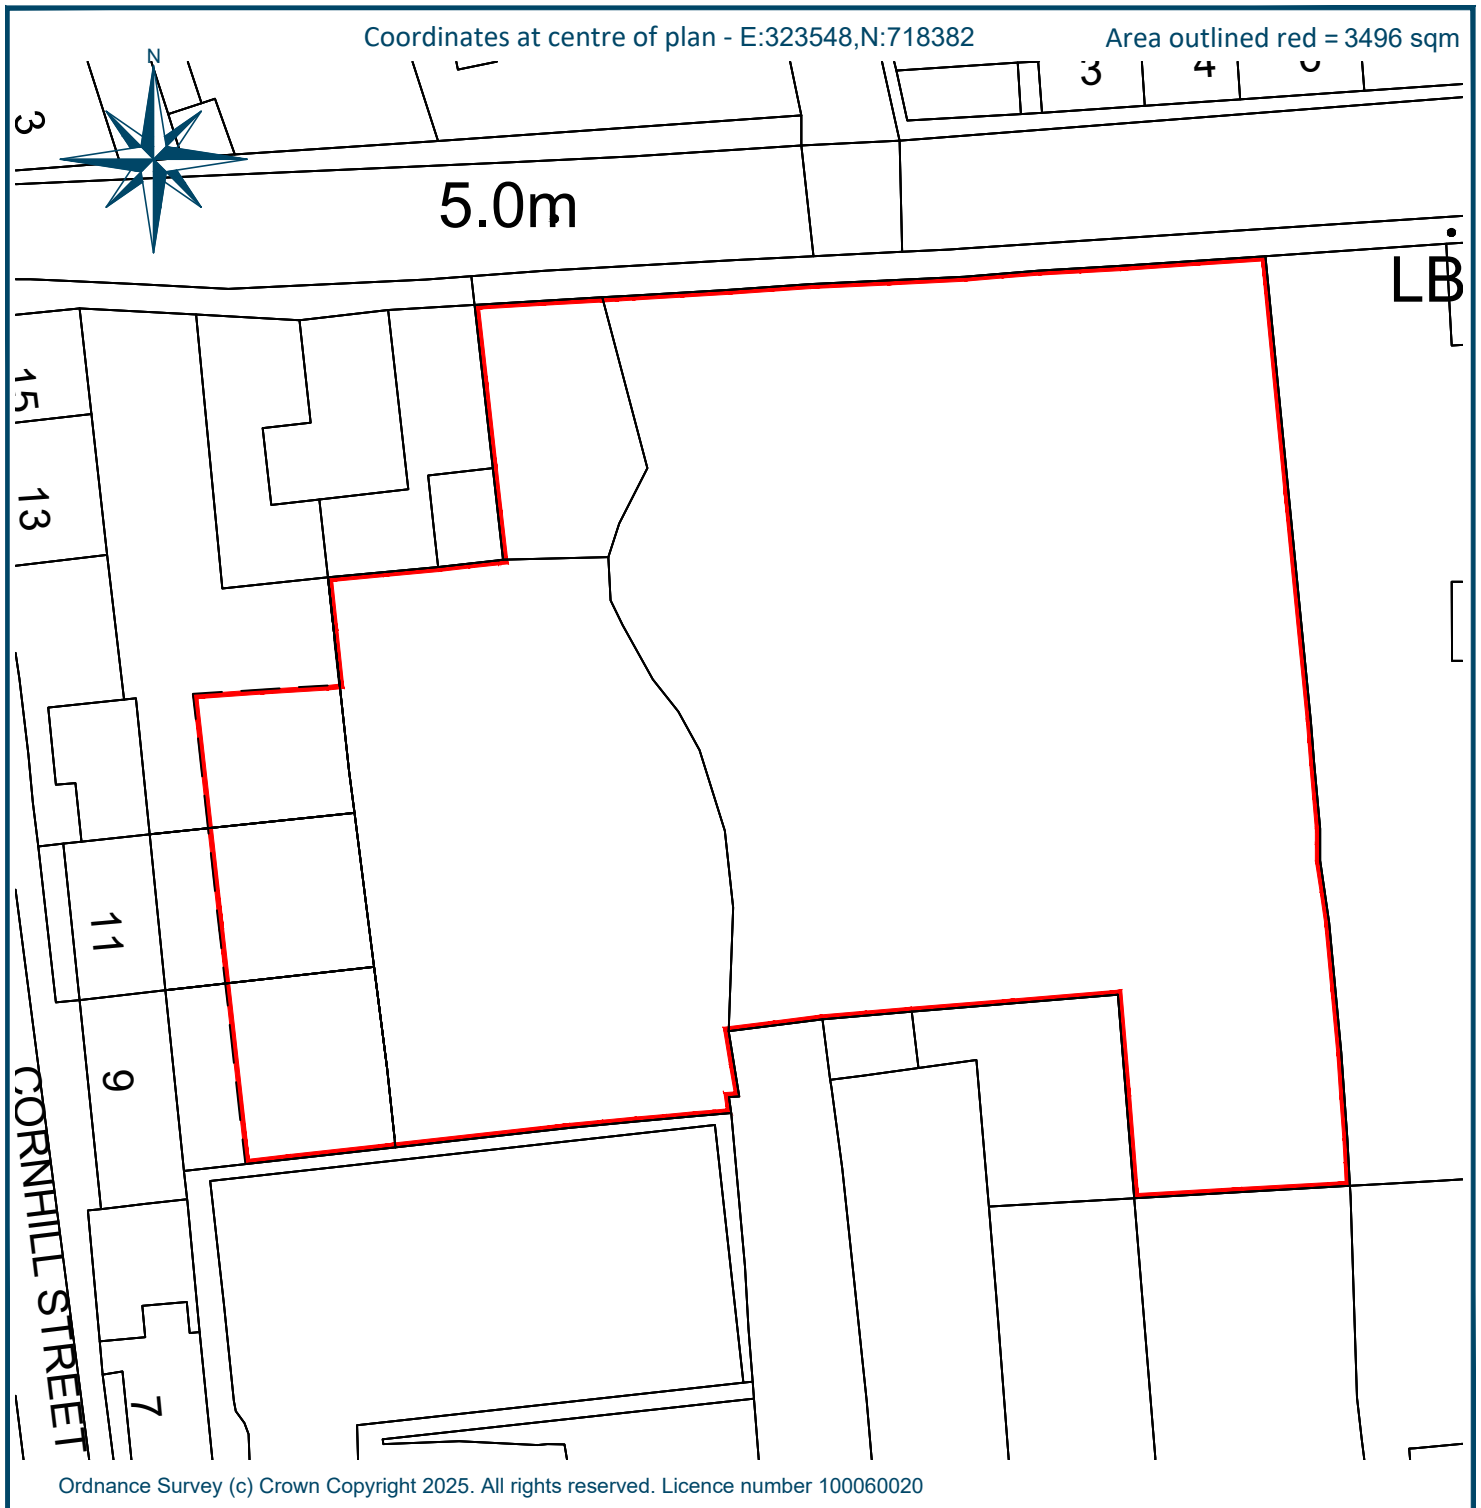 Coordinates at centre of plan - E:323548,N:718382
Area outlined red = 3496 sqm
N
3
3
4
5.0m
LB
15
13
11
9
7
CORNHILL STREET
Ordnance Survey (c) Crown Copyright 2025. All rights reserved. Licence number 100060020